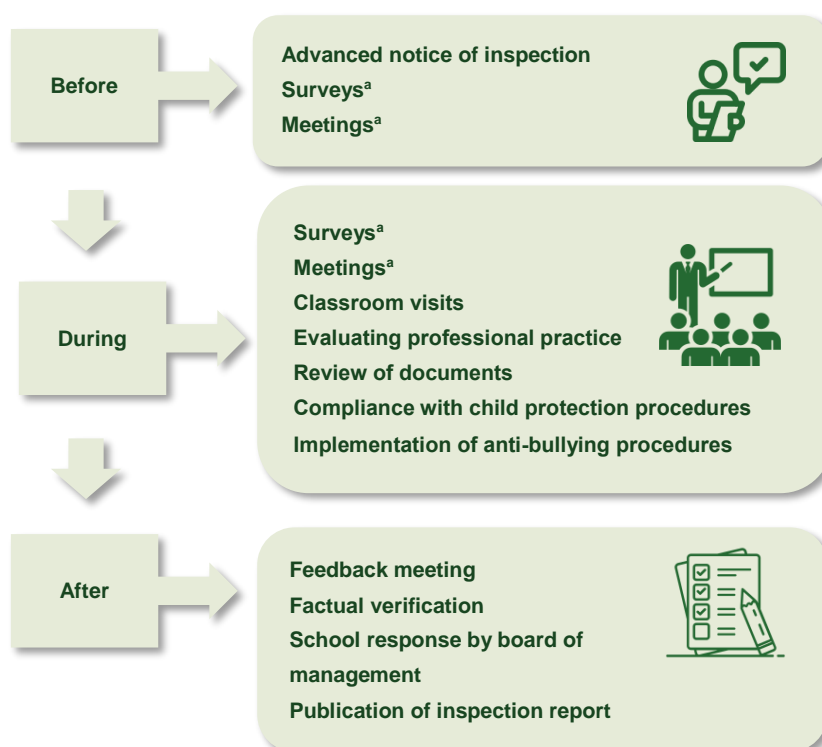 Before
Advanced notice of inspection
Surveysᵃ
Meetingsᵃ
During
Surveysᵃ
Meetingsᵃ
Classroom visits
Evaluating professional practice
Review of documents
Compliance with child protection procedures
Implementation of anti-bullying procedures
After
Feedback meeting
Factual verification
School response by board of
management
Publication of inspection report